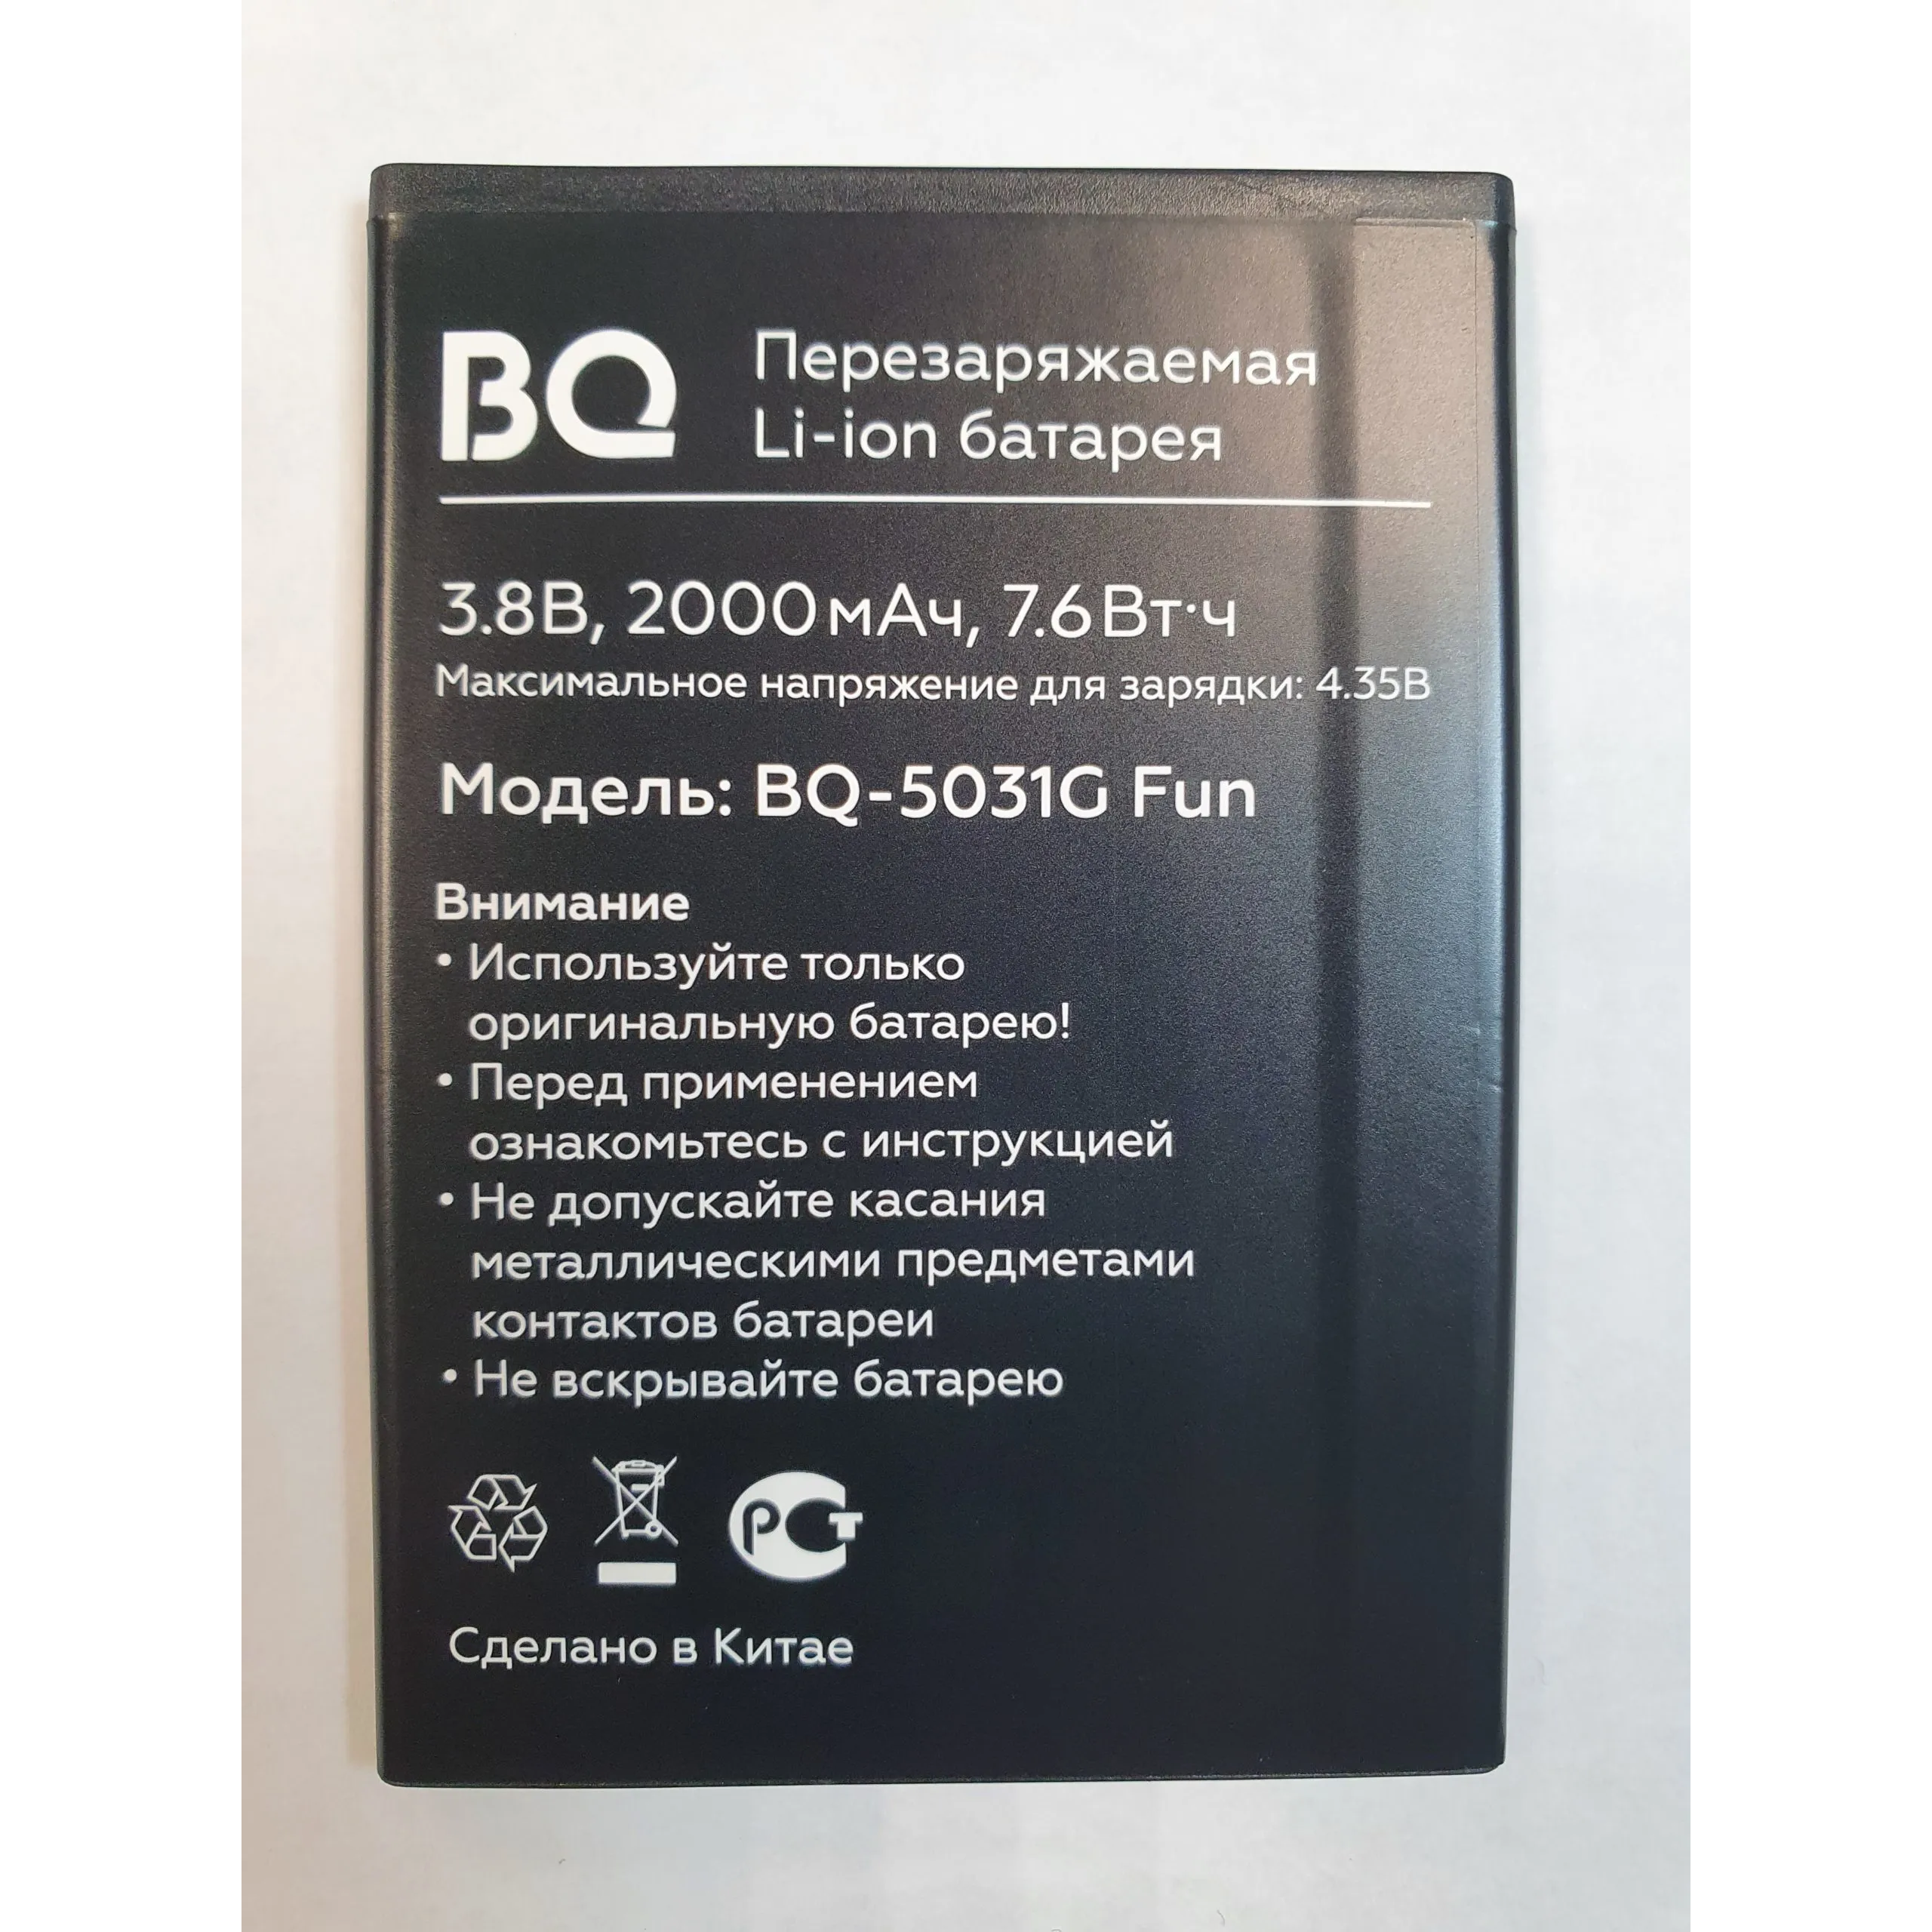 BQ
Перезаряжаемая
Li-ion батарея
3.8В, 2000мАч, 7.6Вт·ч
Максимальное напряжение для зарядки: 4.35В
Модель: BQ-5031G Fun
Внимание
• Используйте только
оригинальную батарею!
• Перед применением
ознакомьтесь с инструкцией
• Не допускайте касания
металлическими предметами
контактов батареи
• Не вскрывайте батарею
РСТ
Сделано в Китае